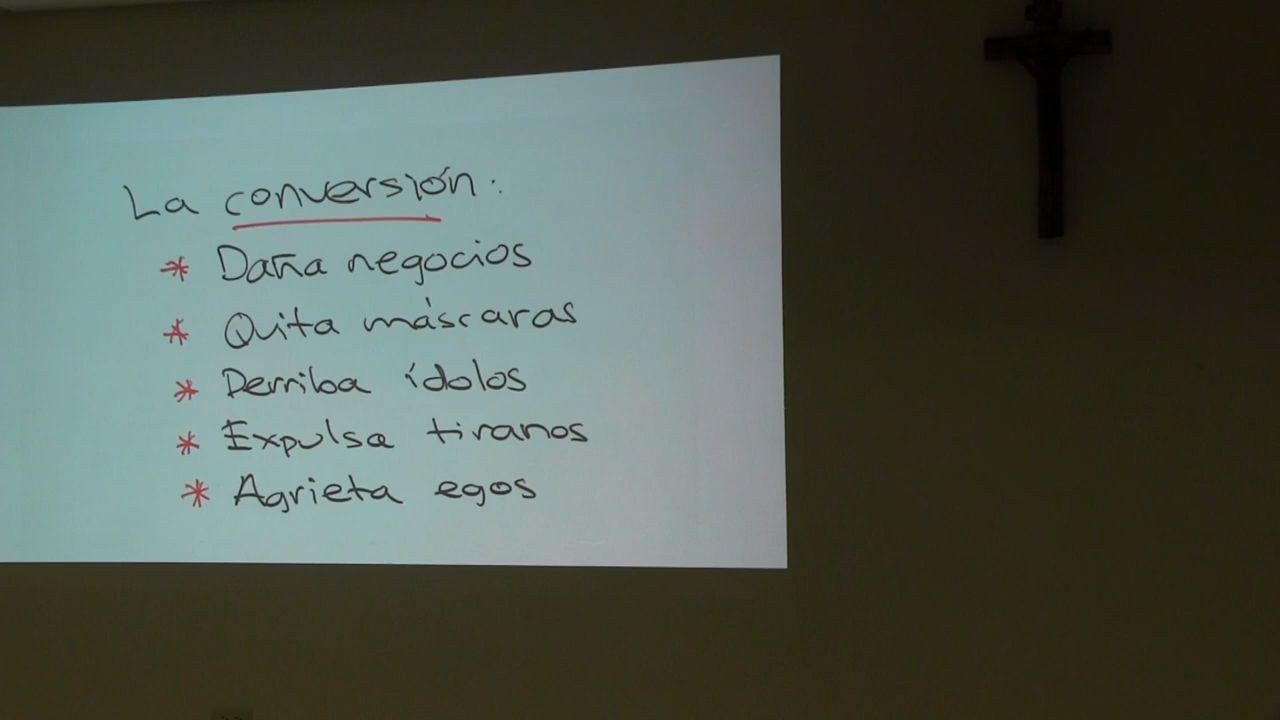 La conversión:
* Daña negocios
* Quita máscaras
* Derriba ídolos
* Expulsa tiranos
* Agrieta egos